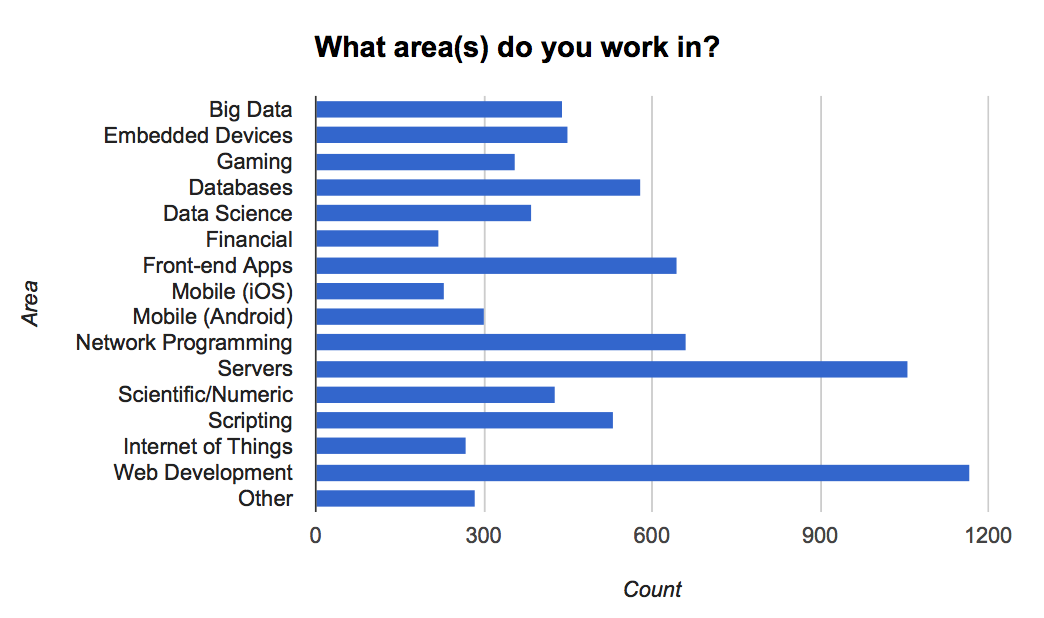 What area(s) do you work in?
Big Data
Embedded Devices
Gaming
Databases
Data Science
Financial
Front-end Apps
Mobile (iOS)
Mobile (Android)
Network Programming
Servers
Scientific/Numeric
Scripting
Internet of Things
Web Development
Other
Area
0 300 600 900 1200
Count